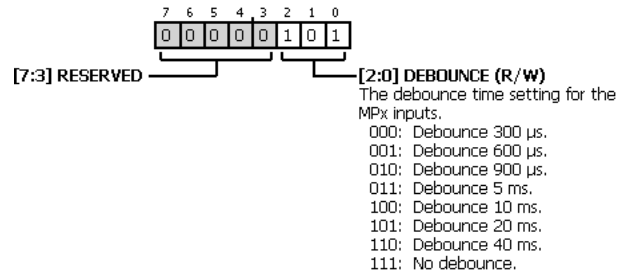 7 6 5 4 3 2 1 0
0 0 0 0 0 1 0 1
[7:3] RESERVED
[2:0] DEBOUNCE (R/W)
The debounce time setting for the
MPx inputs.
000: Debounce 300 µs.
001: Debounce 600 µs.
010: Debounce 900 µs.
011: Debounce 5 ms.
100: Debounce 10 ms.
101: Debounce 20 ms.
110: Debounce 40 ms.
111: No debounce.